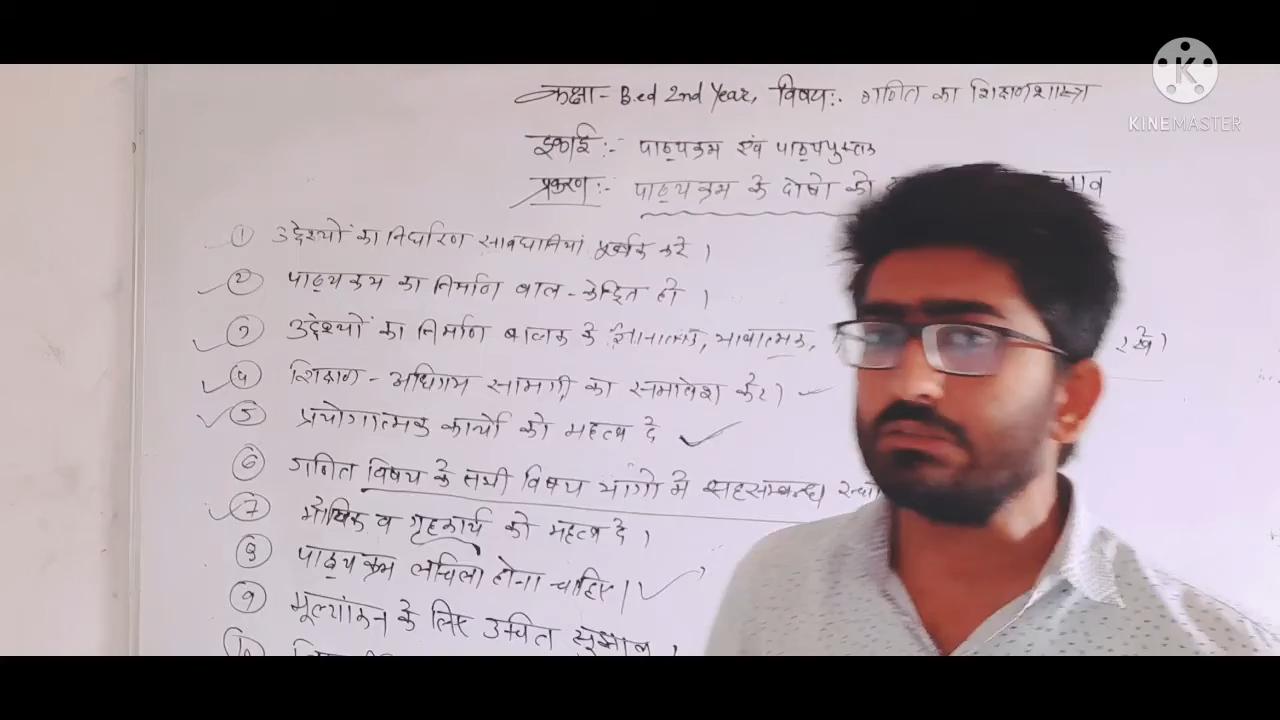 कक्षा- B.ed 2nd Year, विषय:- गणित का शिक्षणशास्त्र
इकाई:- पाठ्यक्रम एवं पाठ्यपुस्तक
प्रकरण:- पाठ्यक्रम के दोषो को
① उद्देश्यों का निर्धारण सावधानियां पूर्वक करें ।
② पाठ्यक्रम का निर्माण बाल-केन्द्रित हो ।
③ उद्देश्यों का निर्माण बालक के ज्ञानात्मक, भावात्मक, रखे।
④ शिक्षण-अधिगम सामग्री का समावेश करे।
⑤ प्रयोगात्मक कार्यो को महत्व दे
⑥ गणित विषय के सभी विषय भागो मे सहसम्बन्ध
⑦ मौखिक व गृहकार्य को महत्व दे ।
⑧ पाठ्यक्रम लचिला होना चाहिए।
⑨ मूल्यांकन के लिए उचित सुझाव ।
KINEMASTER